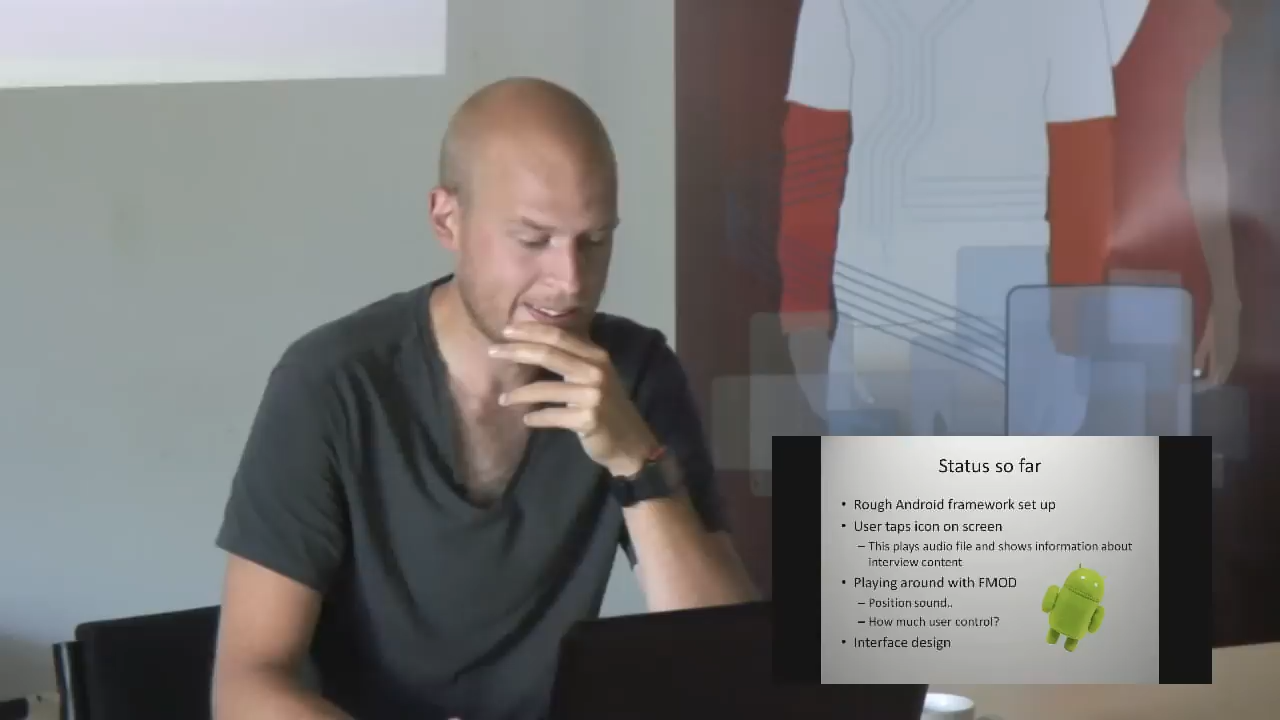 Status so far
• Rough Android framework set up
• User taps icon on screen
– This plays audio file and shows information about
interview content
• Playing around with FMOD
– Position sound..
– How much user control?
• Interface design